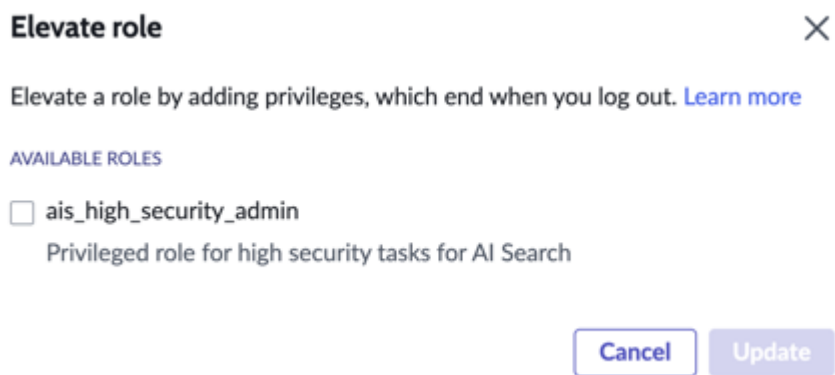 Elevate role
Elevate a role by adding privileges, which end when you log out. Learn more
AVAILABLE ROLES
ais_high_security_admin
Privileged role for high security tasks for AI Search
Cancel Update